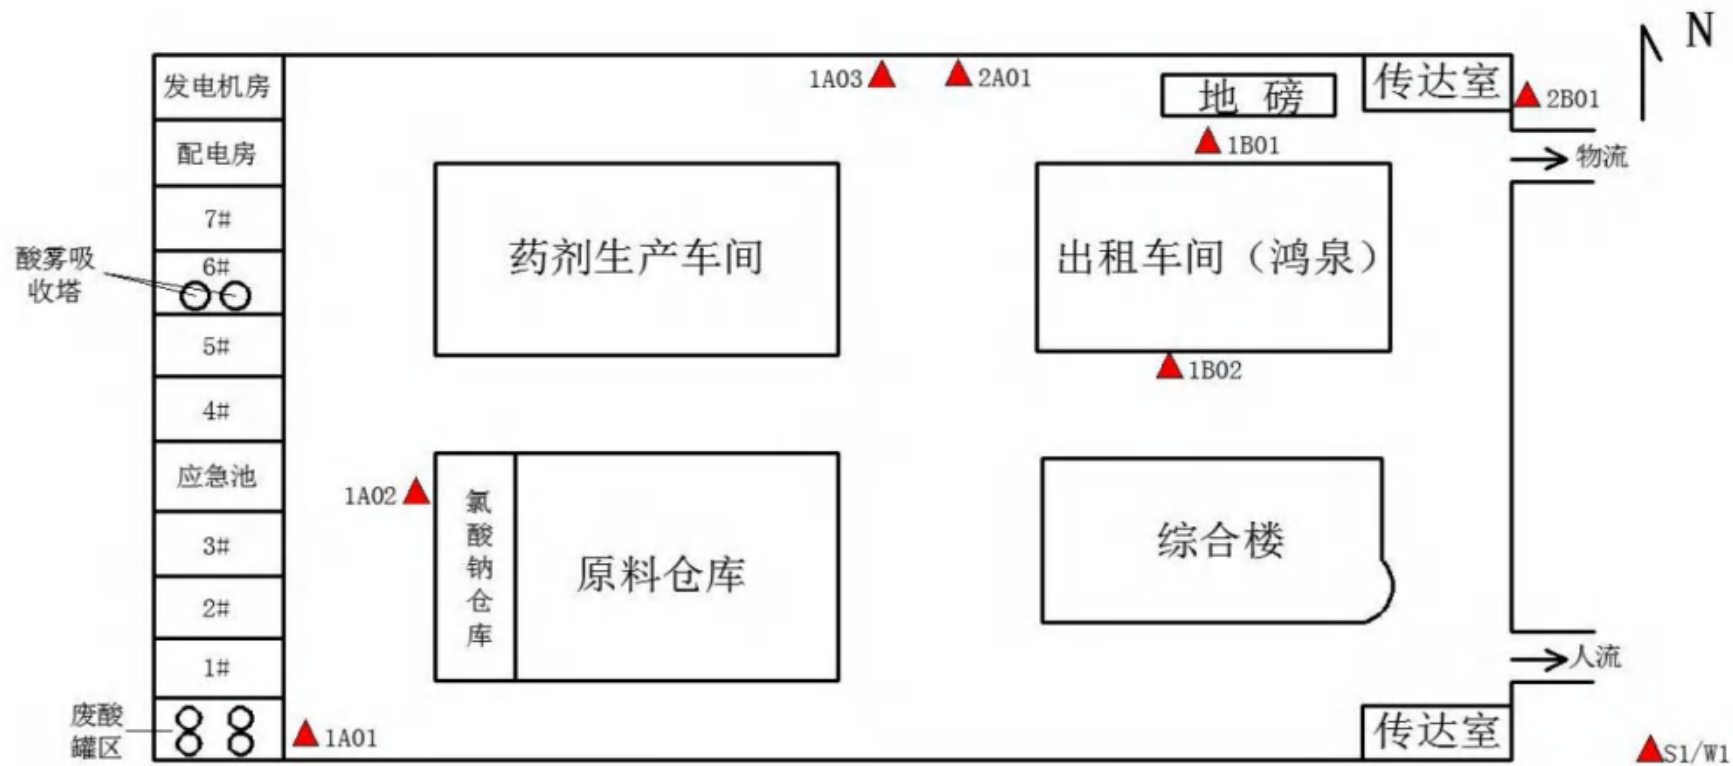 N
发电机房
1A03
2A01
地磅
传达室
2B01
配电房
1B01
物流
7#
酸雾吸
收塔
6#
药剂生产车间
出租车间（鸿泉）
5#
1B02
4#
应急池
1A02
氯
酸
钠
仓
库
原料仓库
综合楼
3#
2#
1#
人流
废酸
罐区
1A01
传达室
S1/W1